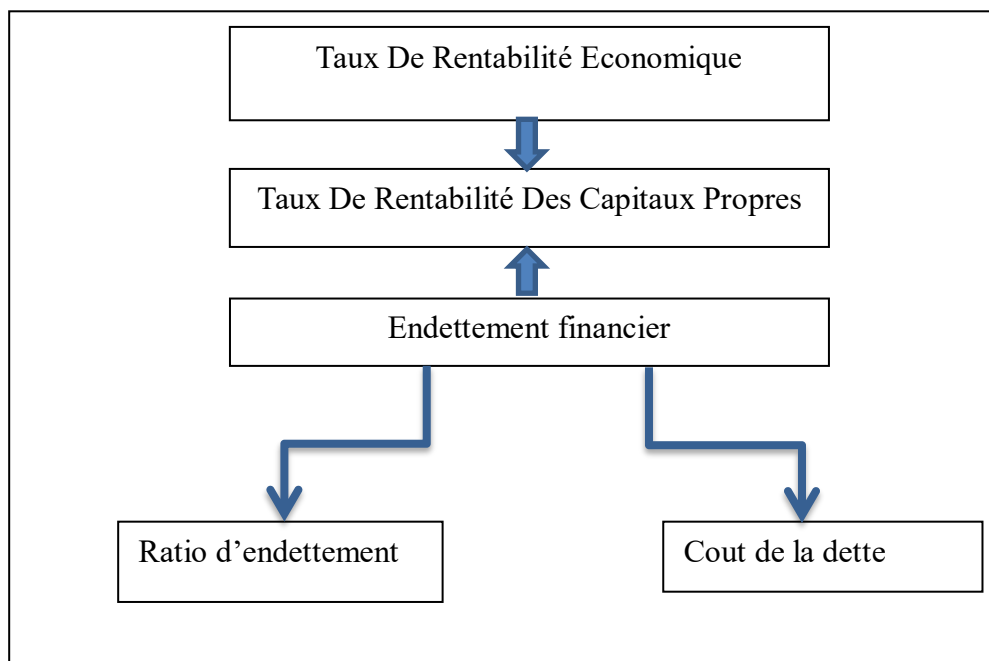 Taux De Rentabilité Economique
Taux De Rentabilité Des Capitaux Propres
Endettement financier
Ratio d’endettement
Cout de la dette